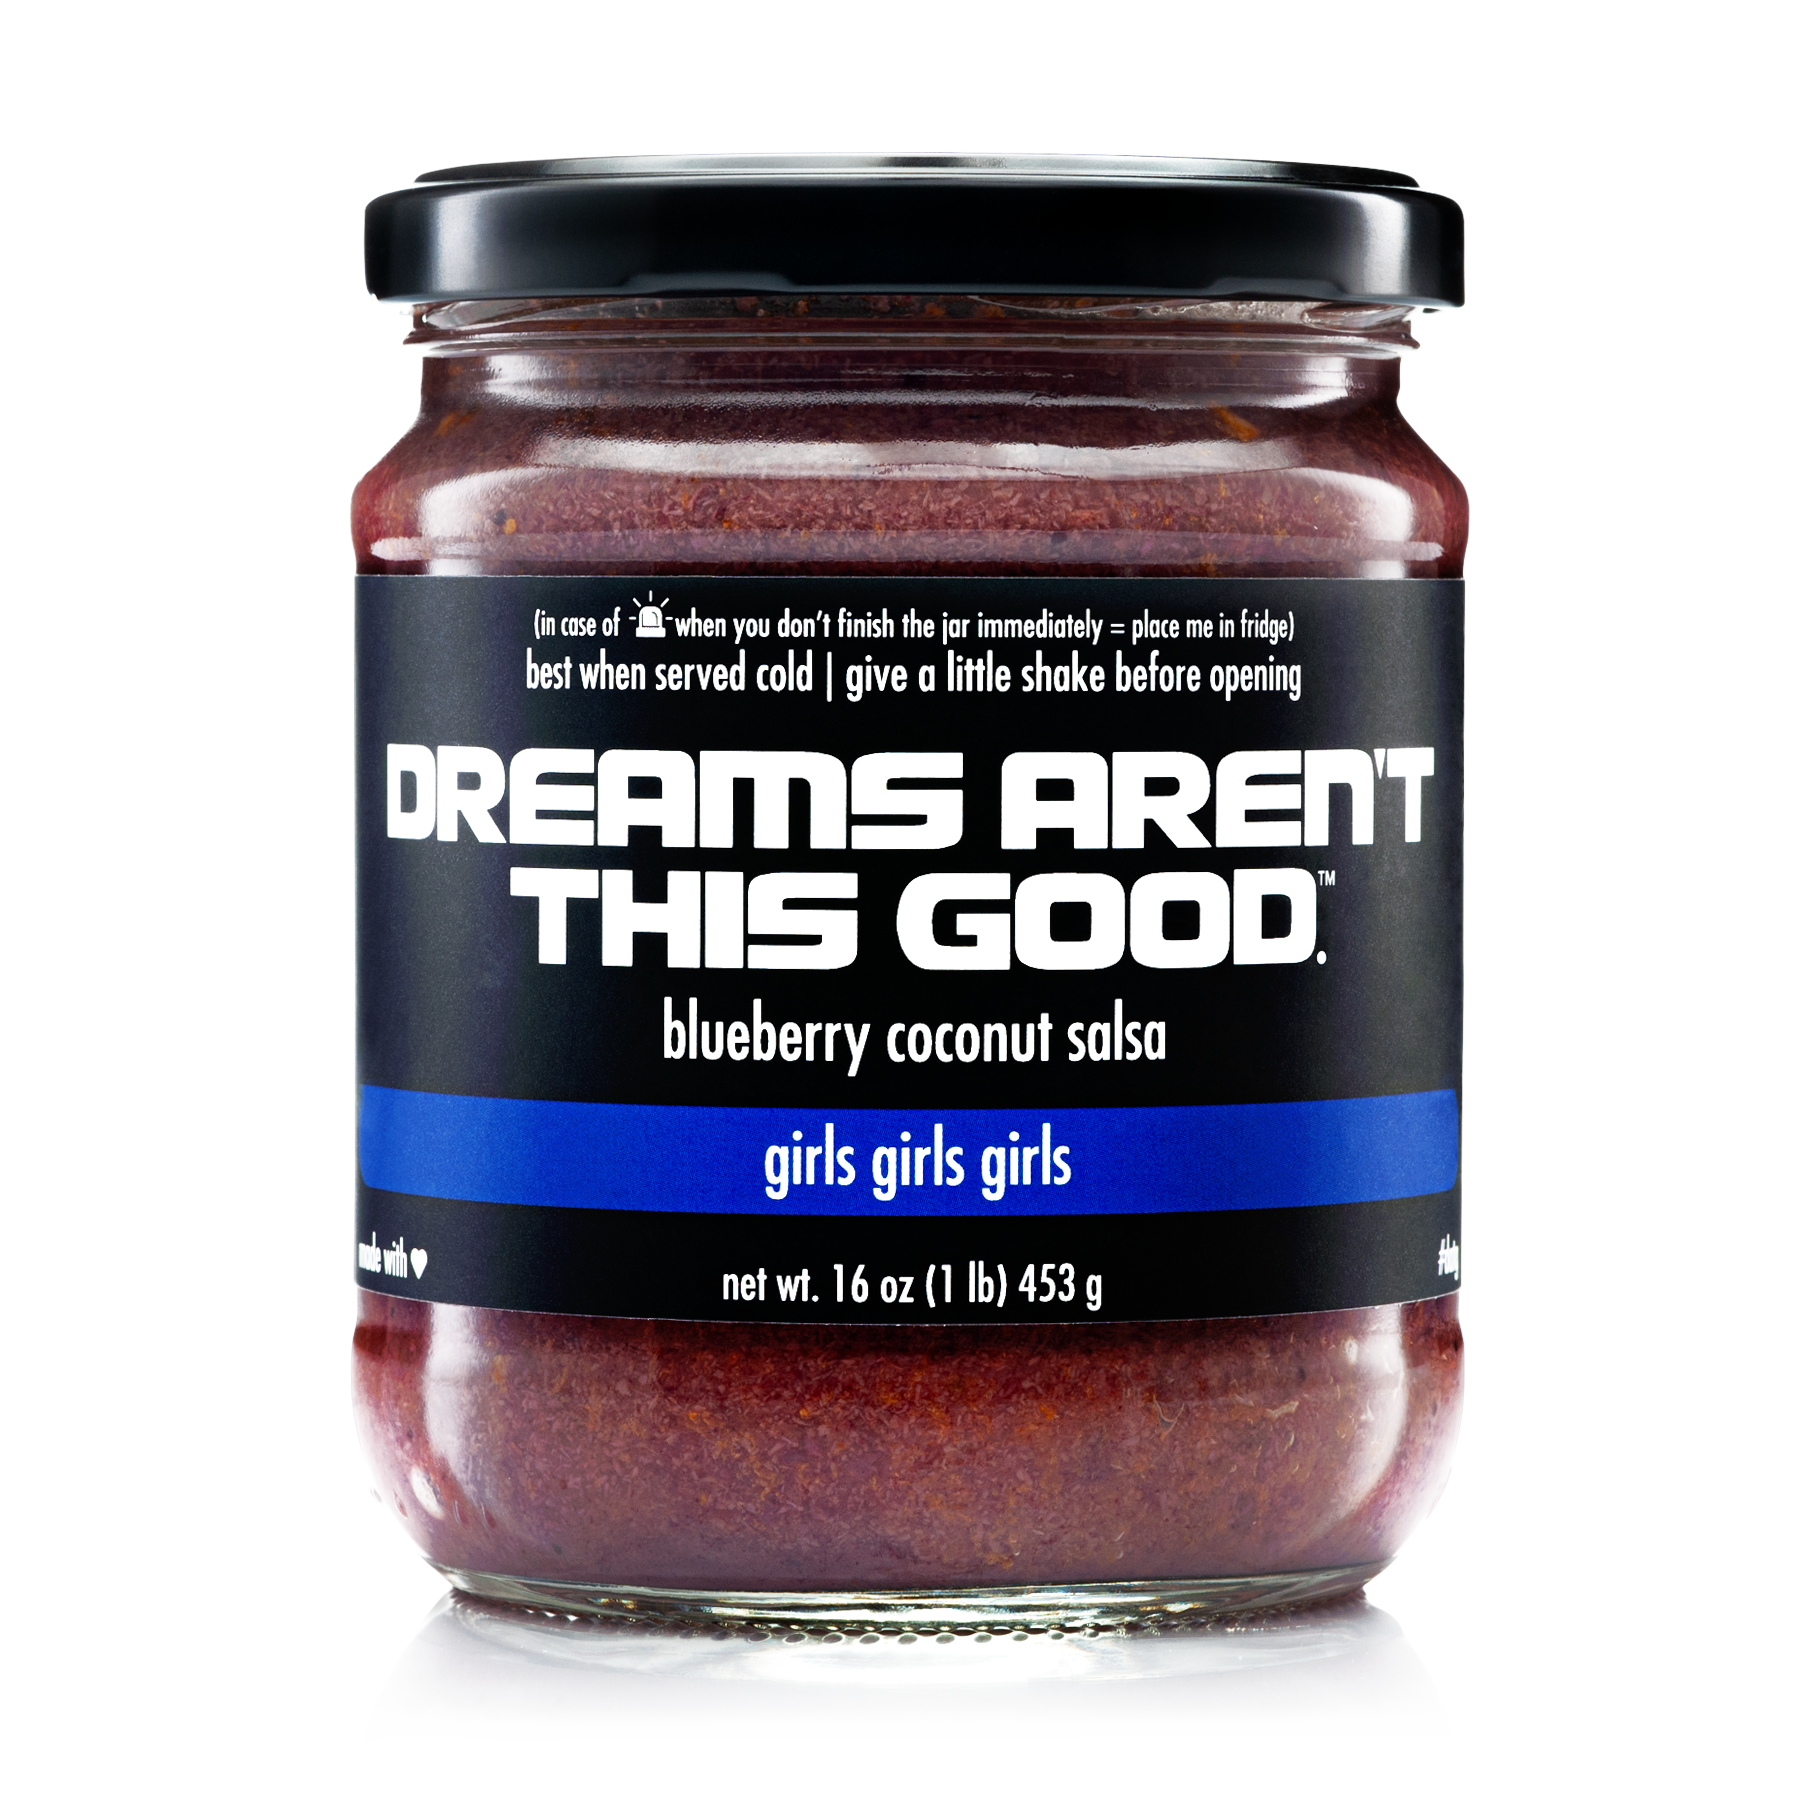 (in case of when you don't finish the jar immediately = place me in fridge)
best when served cold | give a little shake before opening
DREAMS AREN'T
THIS GOOD.™
blueberry coconut salsa
girls girls girls
made with ♥
net wt. 16 oz (1 lb) 453 g